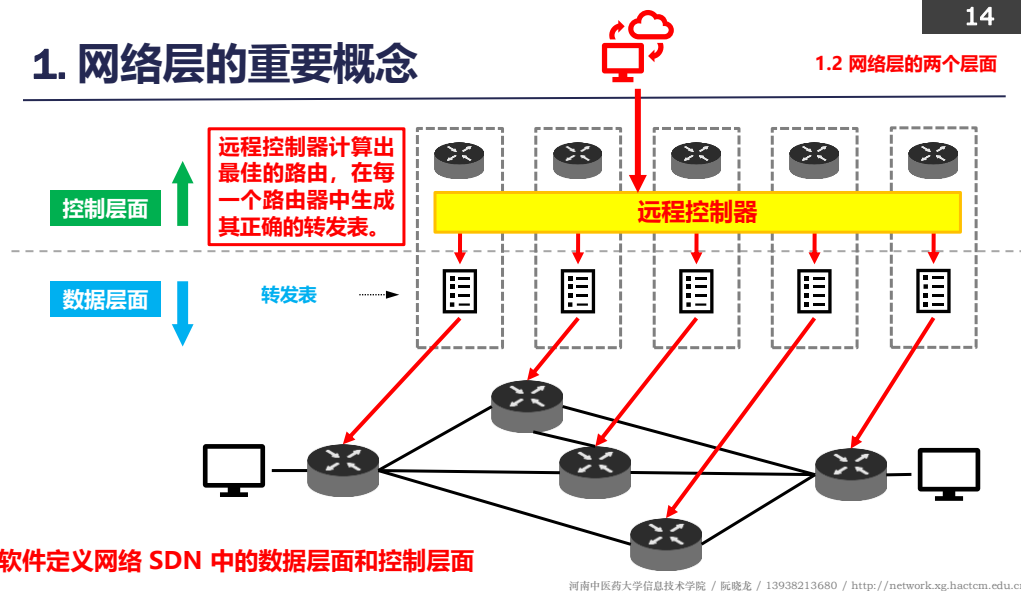 14
1. 网络层的重要概念
1.2 网络层的两个层面
远程控制器计算出
最佳的路由，在每
一个路由器中生成
其正确的转发表。
控制层面
远程控制器
数据层面
转发表
软件定义网络 SDN 中的数据层面和控制层面
河南中医药大学信息技术学院 / 阮晓龙 / 13938213680 / http://network.xg.hactcm.edu.cn